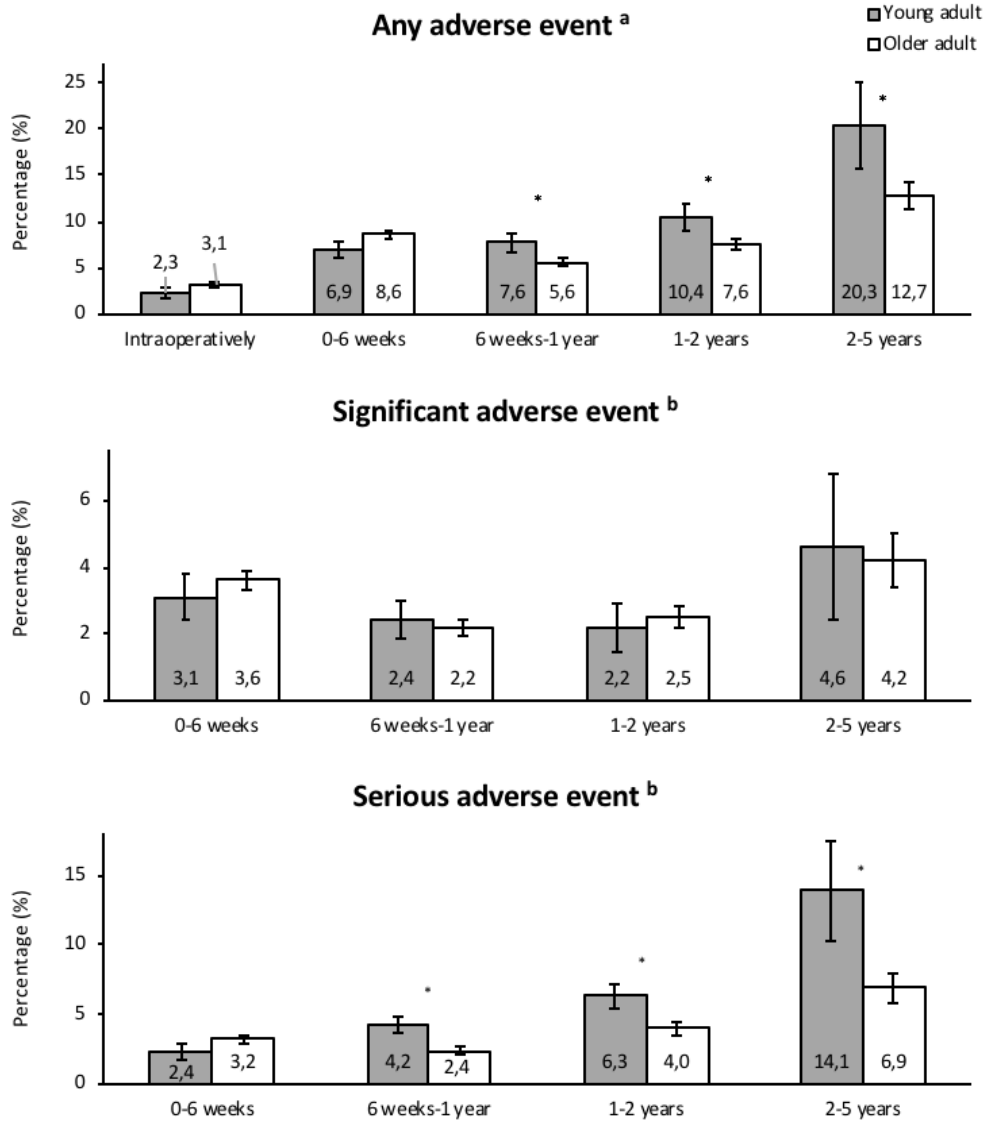 Any adverse event a
Young adult
Older adult
Percentage (%)
25
20
15
10
5
0
2,3
3,1
6,9
8,6
*
7,6
5,6
*
10,4
7,6
*
20,3
12,7
Intraoperatively
0-6 weeks
6 weeks-1 year
1-2 years
2-5 years
Significant adverse event b
Percentage (%)
6
4
2
0
3,1
3,6
2,4
2,2
2,2
2,5
4,6
4,2
0-6 weeks
6 weeks-1 year
1-2 years
2-5 years
Serious adverse event b
Percentage (%)
15
10
5
0
2,4
3,2
*
4,2
2,4
*
6,3
4,0
*
14,1
6,9
0-6 weeks
6 weeks-1 year
1-2 years
2-5 years